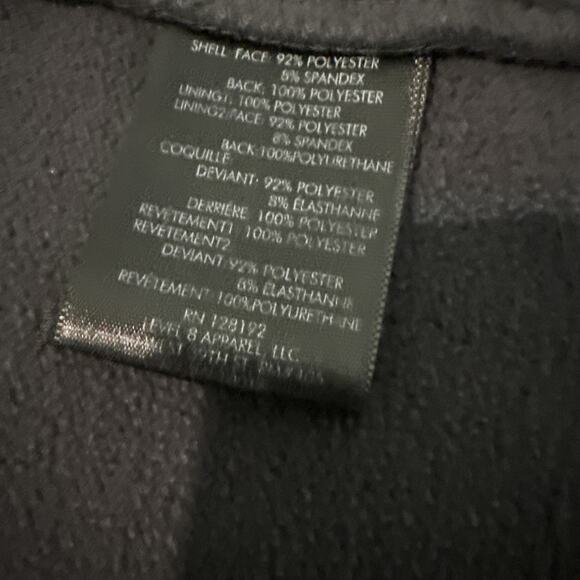 SHELL FACE: 92% POLYESTER
8% SPANDEX
BACK: 100% POLYESTER
LINING1: 100% POLYESTER
LINING2:FACE: 92% POLYESTER
8% SPANDEX
BACK:100%POLYURETHANE
COQUILLE:
DEVIANT: 92% POLYESTER
8% ÉLASTHANNE
DERRIÈRE: 100% POLYESTER
REVÊTEMENT1 100% POLYESTER
REVÊTEMENT2
DEVIANT:92% POLYESTER
8% ÉLASTHANNE
REVÊTEMENT:100%POLYURETHANE
RN 128192
LEVEL 8 APPAREL, LLC.